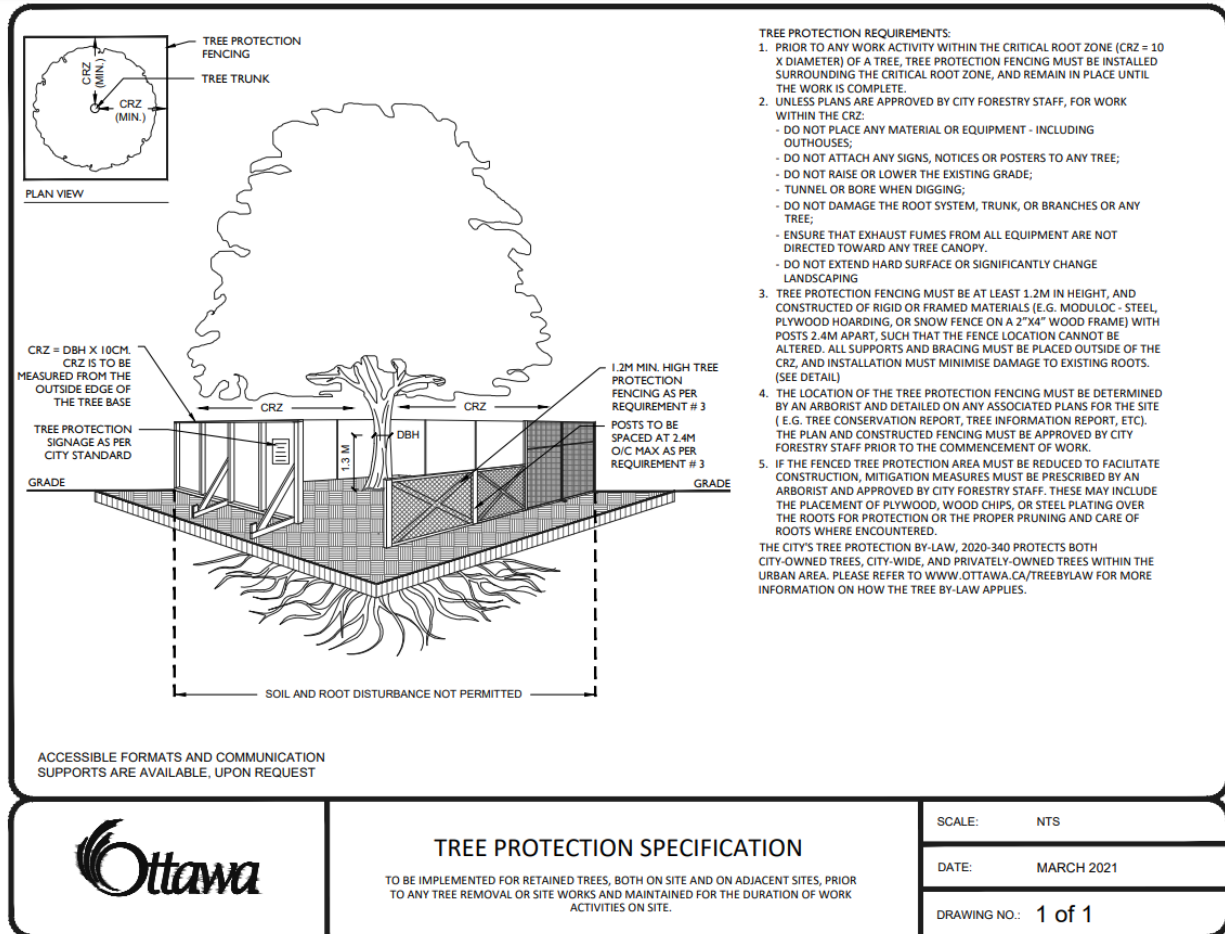 TREE PROTECTION
FENCING
TREE TRUNK
CRZ
(MIN.)
CRZ
(MIN.)
PLAN VIEW
CRZ = DBH X 10CM.
CRZ IS TO BE
MEASURED FROM THE
OUTSIDE EDGE OF
THE TREE BASE
TREE PROTECTION
SIGNAGE AS PER
CITY STANDARD
GRADE
CRZ
CRZ
DBH
1.3 M
1.2M MIN. HIGH TREE
PROTECTION
FENCING AS PER
REQUIREMENT # 3
POSTS TO BE
SPACED AT 2.4M
O/C MAX AS PER
REQUIREMENT # 3
GRADE
SOIL AND ROOT DISTURBANCE NOT PERMITTED
ACCESSIBLE FORMATS AND COMMUNICATION
SUPPORTS ARE AVAILABLE, UPON REQUEST
TREE PROTECTION REQUIREMENTS:
1. PRIOR TO ANY WORK ACTIVITY WITHIN THE CRITICAL ROOT ZONE (CRZ = 10
X DIAMETER) OF A TREE, TREE PROTECTION FENCING MUST BE INSTALLED
SURROUNDING THE CRITICAL ROOT ZONE, AND REMAIN IN PLACE UNTIL
THE WORK IS COMPLETE.
2. UNLESS PLANS ARE APPROVED BY CITY FORESTRY STAFF, FOR WORK
WITHIN THE CRZ:
- DO NOT PLACE ANY MATERIAL OR EQUIPMENT - INCLUDING
OUTHOUSES;
- DO NOT ATTACH ANY SIGNS, NOTICES OR POSTERS TO ANY TREE;
- DO NOT RAISE OR LOWER THE EXISTING GRADE;
- TUNNEL OR BORE WHEN DIGGING;
- DO NOT DAMAGE THE ROOT SYSTEM, TRUNK, OR BRANCHES OR ANY
TREE;
- ENSURE THAT EXHAUST FUMES FROM ALL EQUIPMENT ARE NOT
DIRECTED TOWARD ANY TREE CANOPY.
- DO NOT EXTEND HARD SURFACE OR SIGNIFICANTLY CHANGE
LANDSCAPING
3. TREE PROTECTION FENCING MUST BE AT LEAST 1.2M IN HEIGHT, AND
CONSTRUCTED OF RIGID OR FRAMED MATERIALS (E.G. MODULOC - STEEL,
PLYWOOD HOARDING, OR SNOW FENCE ON A 2"X4" WOOD FRAME) WITH
POSTS 2.4M APART, SUCH THAT THE FENCE LOCATION CANNOT BE
ALTERED. ALL SUPPORTS AND BRACING MUST BE PLACED OUTSIDE OF THE
CRZ, AND INSTALLATION MUST MINIMISE DAMAGE TO EXISTING ROOTS.
(SEE DETAIL)
4. THE LOCATION OF THE TREE PROTECTION FENCING MUST BE DETERMINED
BY AN ARBORIST AND DETAILED ON ANY ASSOCIATED PLANS FOR THE SITE
( E.G. TREE CONSERVATION REPORT, TREE INFORMATION REPORT, ETC).
THE PLAN AND CONSTRUCTED FENCING MUST BE APPROVED BY CITY
FORESTRY STAFF PRIOR TO THE COMMENCEMENT OF WORK.
5. IF THE FENCED TREE PROTECTION AREA MUST BE REDUCED TO FACILITATE
CONSTRUCTION, MITIGATION MEASURES MUST BE PRESCRIBED BY AN
ARBORIST AND APPROVED BY CITY FORESTRY STAFF. THESE MAY INCLUDE
THE PLACEMENT OF PLYWOOD, WOOD CHIPS, OR STEEL PLATING OVER
THE ROOTS FOR PROTECTION OR THE PROPER PRUNING AND CARE OF
ROOTS WHERE ENCOUNTERED.
THE CITY'S TREE PROTECTION BY-LAW, 2020-340 PROTECTS BOTH
CITY-OWNED TREES, CITY-WIDE, AND PRIVATELY-OWNED TREES WITHIN THE
URBAN AREA. PLEASE REFER TO WWW.OTTAWA.CA/TREEBYLAW FOR MORE
INFORMATION ON HOW THE TREE BY-LAW APPLIES.
Ottawa
TREE PROTECTION SPECIFICATION
TO BE IMPLEMENTED FOR RETAINED TREES, BOTH ON SITE AND ON ADJACENT SITES, PRIOR
TO ANY TREE REMOVAL OR SITE WORKS AND MAINTAINED FOR THE DURATION OF WORK
ACTIVITIES ON SITE.
SCALE: NTS
DATE: MARCH 2021
DRAWING NO.: 1 of 1